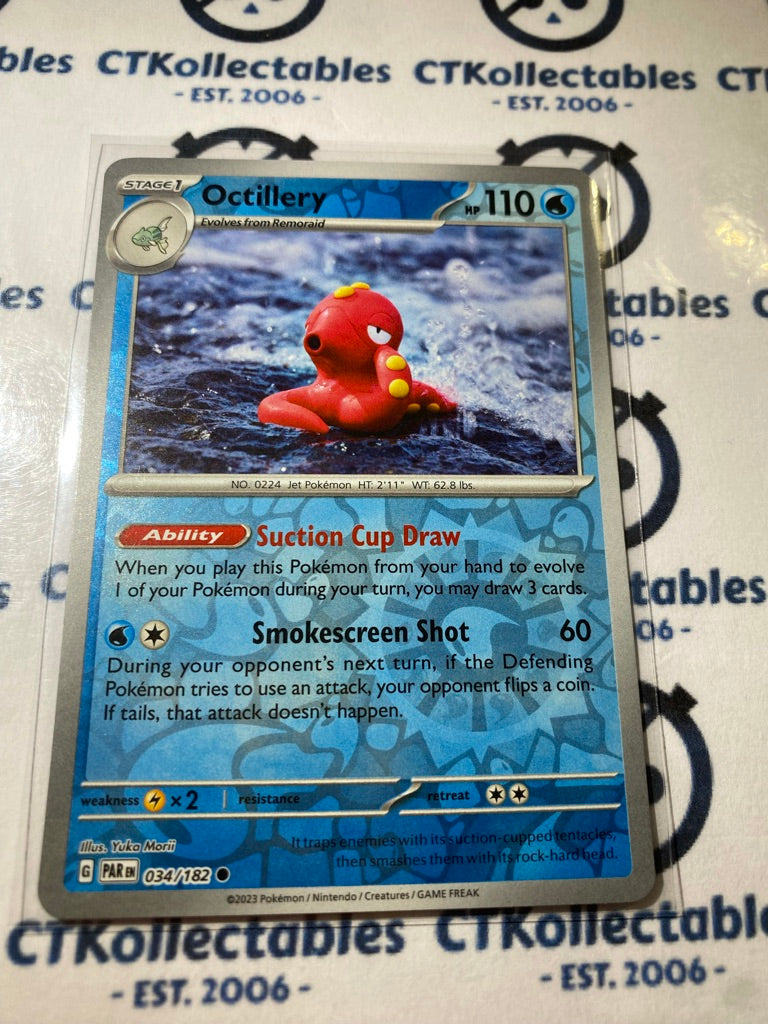 bles CTKollectables CTKollectables CT
- EST. 2006 - - EST. 2006 -
STAGE 1 Octillery HP 110
Evolves from Remoraid
NO. 0224 Jet Pokémon HT: 2'11" WT: 62.8 lbs.
Ability Suction Cup Draw
When you play this Pokémon from your hand to evolve
1 of your Pokémon during your turn, you may draw 3 cards.
Smokescreen Shot 60
During your opponent's next turn, if the Defending
Pokémon tries to use an attack, your opponent flips a coin.
If tails, that attack doesn't happen.
weakness ×2 resistance retreat
Illus. Yuka Morii
It traps enemies with its suction-cupped tentacles,
then smashes them with its rock-hard head.
G PAR EN 034/182
©2023 Pokémon / Nintendo / Creatures / GAME FREAK
es C tables C
06 -
tables
06 -
CTKollectables CTKollectabl
- EST. 2006 - - EST. 2006 -